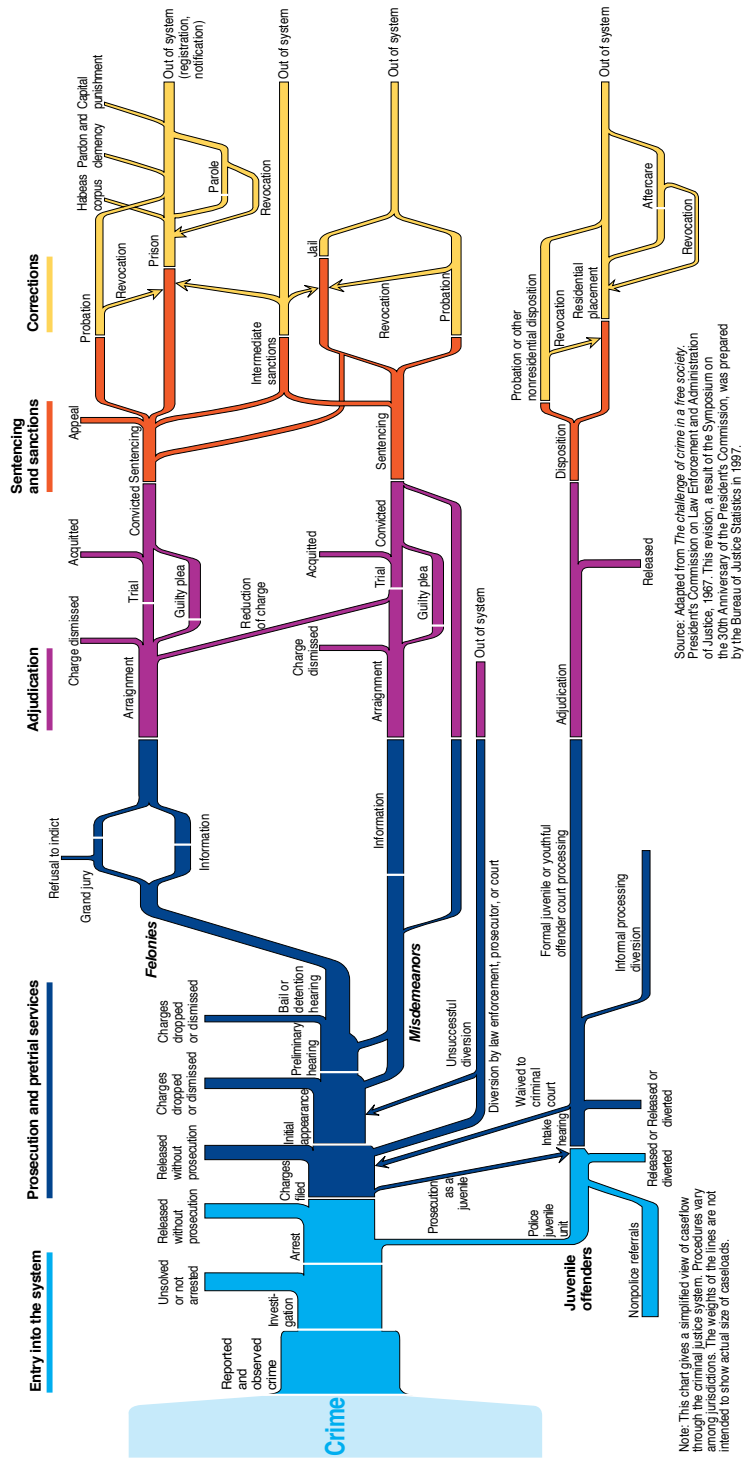 Entry into the system
Prosecution and pretrial services
Adjudication
Sentencing
and sanctions
Corrections
Crime
Reported
and
observed
crime
Investi-
gation
Unsolved
or not
arrested
Arrest
Released
without
prosecution
Charges
filed
Released
without
prosecution
Initial
appearance
Charges
dropped
or dismissed
Preliminary
hearing
Charges
dropped
or dismissed
Bail or
detention
hearing
Felonies
Grand jury
Refusal to indict
Information
Arraignment
Charge dismissed
Trial
Acquitted
Guilty plea
Convicted
Sentencing
Appeal
Probation
Revocation
Prison
Habeas
corpus
Pardon and
clemency
Capital
punishment
Parole
Revocation
Out of system
(registration,
notification)
Reduction
of charge
Intermediate
sanctions
Out of system
Misdemeanors
Information
Arraignment
Charge
dismissed
Trial
Acquitted
Guilty plea
Convicted
Sentencing
Jail
Revocation
Probation
Out of system
Unsuccessful
diversion
Diversion by law enforcement, prosecutor, or court
Out of system
Prosecution
as a
juvenile
Waived to
criminal
court
Police
juvenile
unit
Juvenile
offenders
Nonpolice referrals
Intake
hearing
Released or
diverted
Released or
diverted
Formal juvenile or youthful
offender court processing
Informal processing
diversion
Adjudication
Released
Disposition
Probation or other
nonresidential disposition
Revocation
Residential
placement
Aftercare
Revocation
Out of system
Note: This chart gives a simplified view of caseflow
through the criminal justice system. Procedures vary
among jurisdictions. The weights of the lines are not
intended to show actual size of caseloads.
Source: Adapted from The challenge of crime in a free society.
President's Commission on Law Enforcement and Administration
of Justice, 1967. This revision, a result of the Symposium on
the 30th Anniversary of the President's Commission, was prepared
by the Bureau of Justice Statistics in 1997.